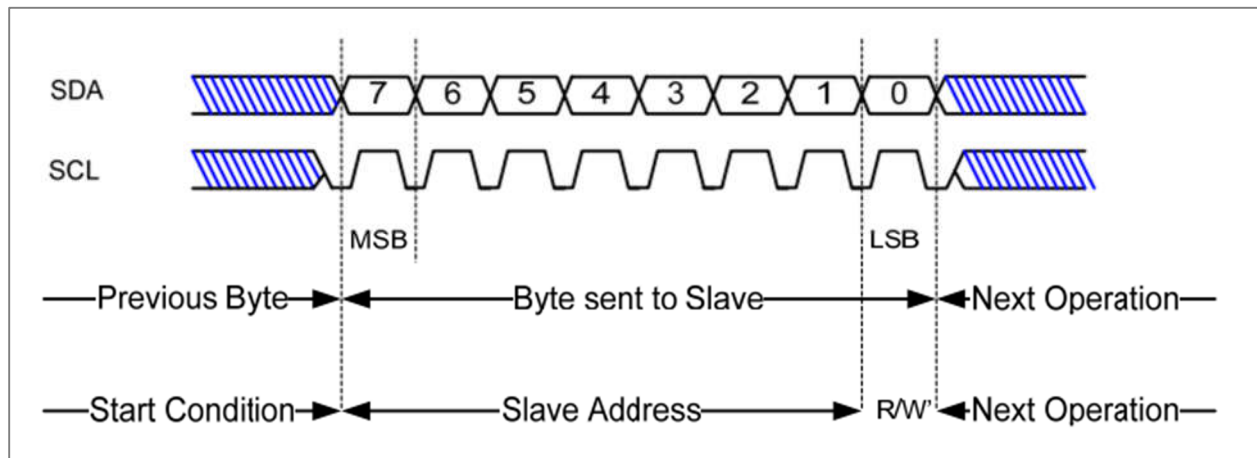 SDA 7 6 5 4 3 2 1 0
SCL
MSB LSB
Previous Byte Byte sent to Slave Next Operation
Start Condition Slave Address R/W' Next Operation